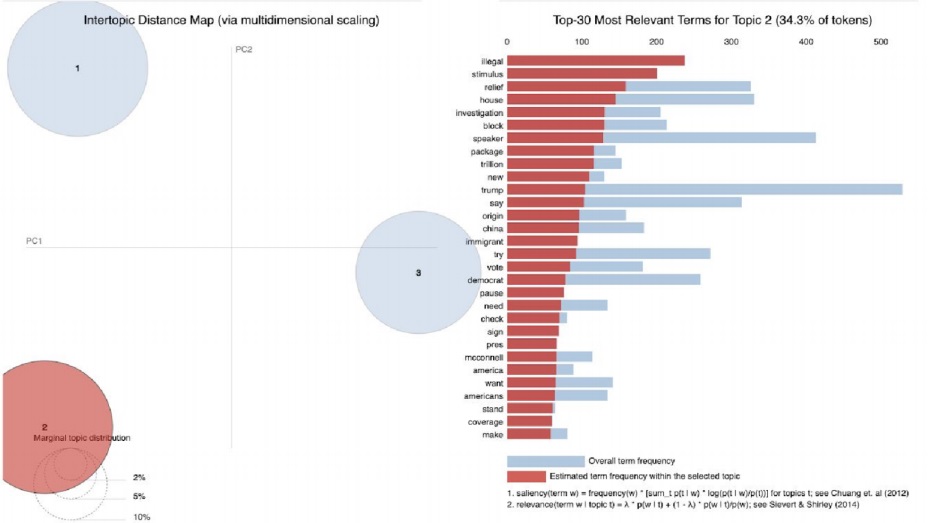 Intertopic Distance Map (via multidimensional scaling)
PC2
1
PC1
3
2
Marginal topic distribution
2%
5%
10%
Top-30 Most Relevant Terms for Topic 2 (34.3% of tokens)
0 100 200 300 400 500
illegal
stimulus
relief
house
investigation
block
speaker
package
trillion
new
trump
say
origin
china
immigrant
try
vote
democrat
pause
need
check
sign
pres
mcconnell
america
want
americans
stand
coverage
make
Overall term frequency
Estimated term frequency within the selected topic
1. saliency(term w) = frequency(w) * [sum_t p(t | w) * log(p(t | w)/p(t))] for topics t; see Chuang et. al (2012)
2. relevance(term w | topic t) = λ * p(w | t) + (1 - λ) * p(w | t)/p(w); see Sievert & Shirley (2014)